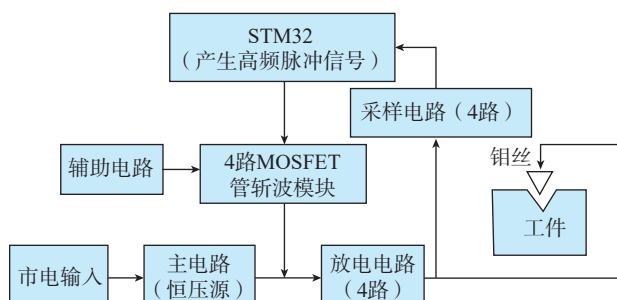 STM32
（产生高频脉冲信号）
采样电路（4路）
辅助电路
4路MOSFET
管斩波模块
钼丝
工件
市电输入
主电路
（恒压源）
放电电路
（4路）